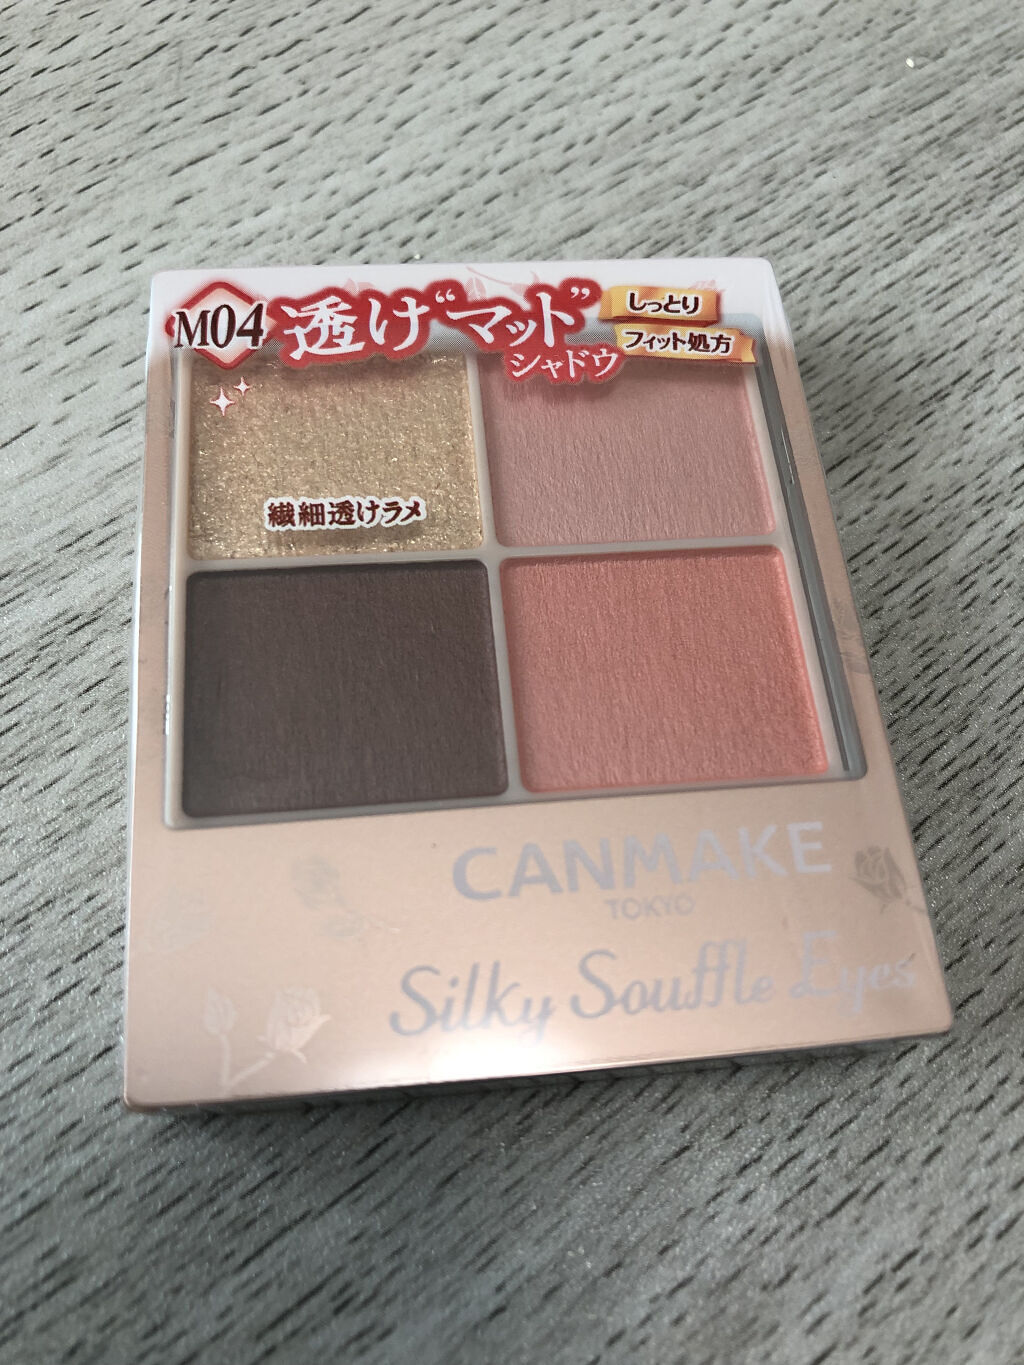 M04
透け“マット”
シャドウ
しっとり
フィット処方
繊細透けラメ
CANMAKE
TOKYO
Silky Souffle Eyes